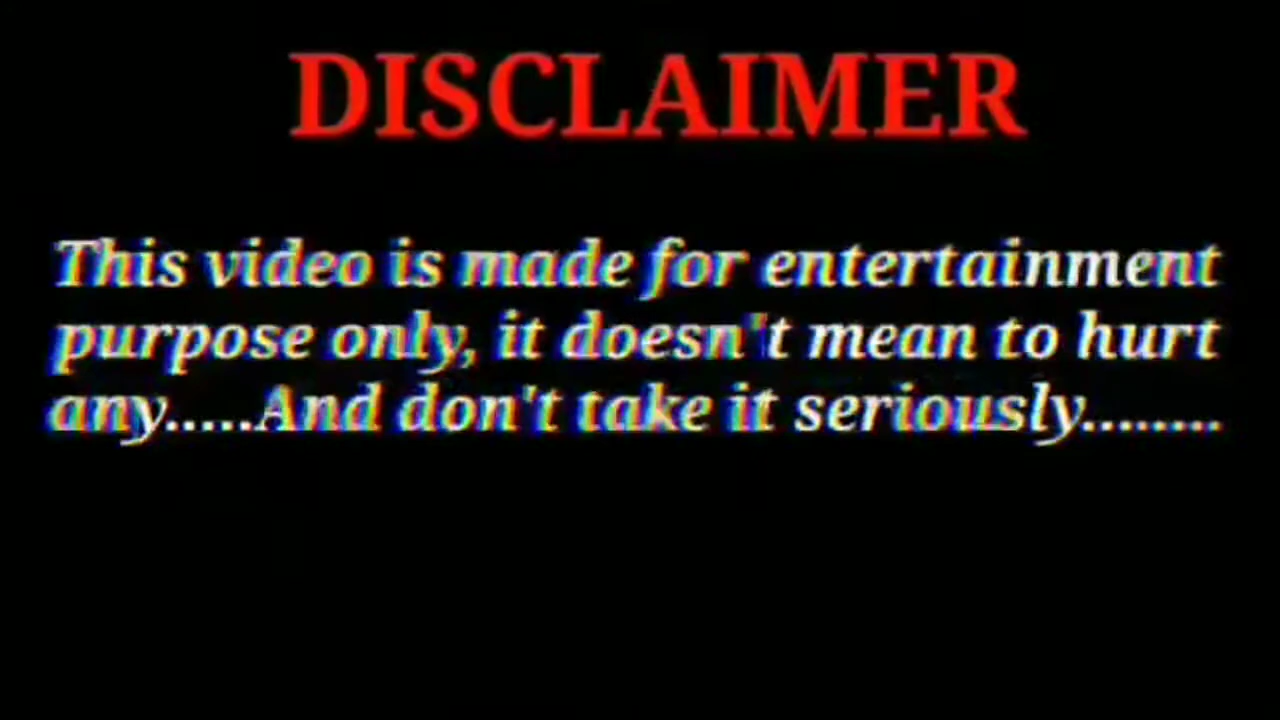 DISCLAIMER
This video is made for entertainment
purpose only, it doesn't mean to hurt
any.....And don't take it seriously........